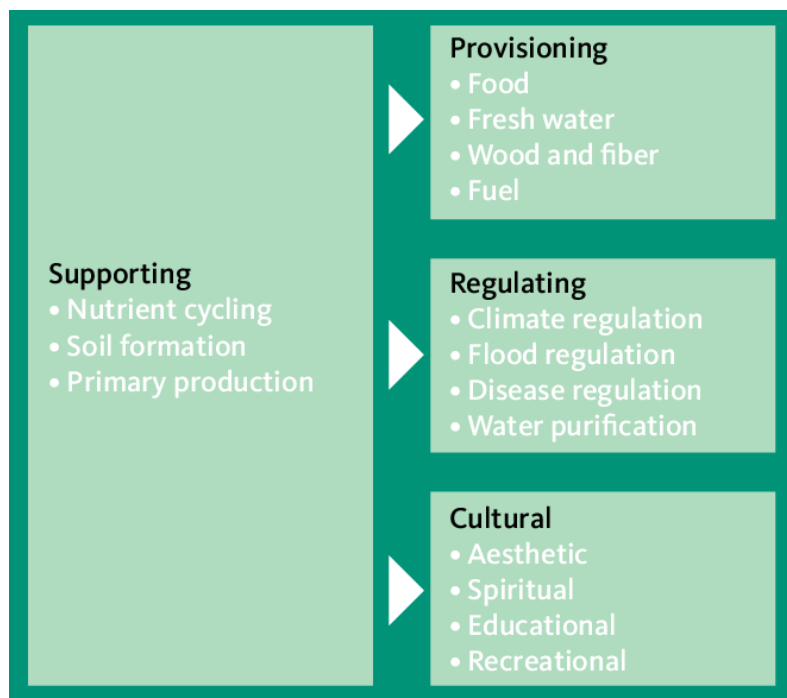 Supporting
• Nutrient cycling
• Soil formation
• Primary production
Provisioning
• Food
• Fresh water
• Wood and fiber
• Fuel
Regulating
• Climate regulation
• Flood regulation
• Disease regulation
• Water purification
Cultural
• Aesthetic
• Spiritual
• Educational
• Recreational